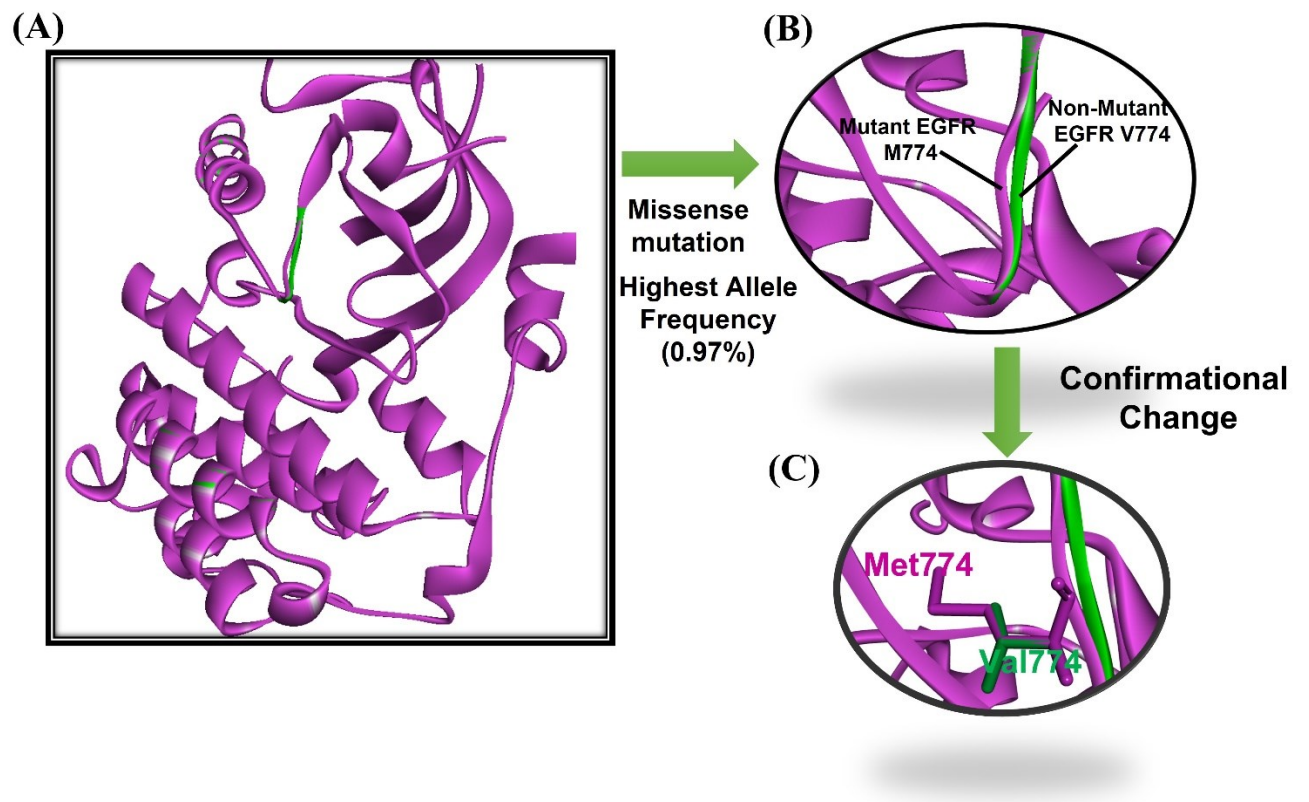 (A)
(B)
Mutant EGFR
M774
Non-Mutant
EGFR V774
Missense
mutation
Highest Allele
Frequency
(0.97%)
Confirmational
Change
(C)
Met774
Val774